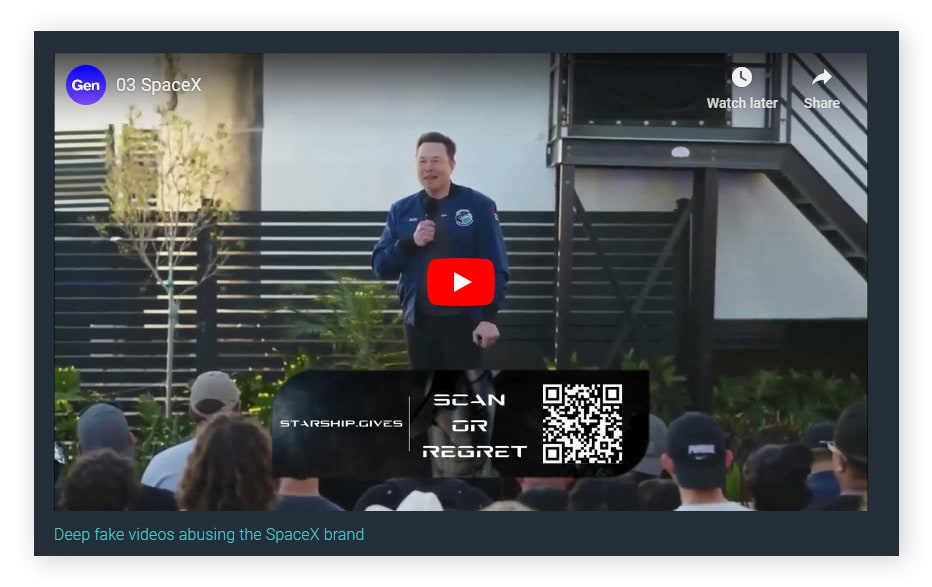 Gen
03 SpaceX
Watch later
Share
STARSHIP.GIVES
SCAN
OR
REGRET
Deep fake videos abusing the SpaceX brand